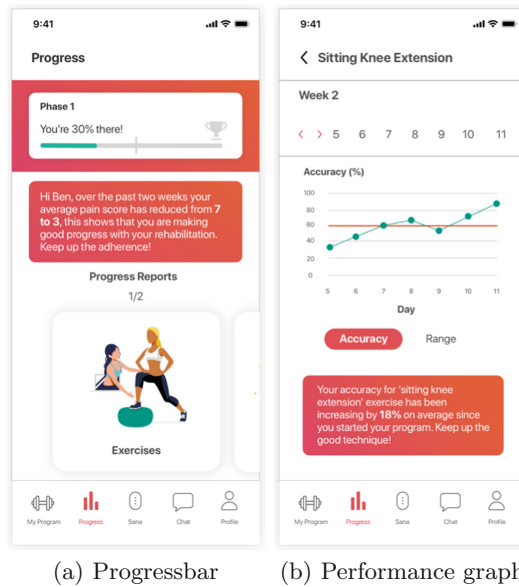 9:41
Progress
Phase 1
You're 30% there!
Hi Ben, over the past two weeks your
average pain score has reduced from 7
to 3, this shows that you are making
good progress with your rehabilitation.
Keep up the adherence!
Progress Reports
1/2
Exercises
My Program Progress Sana Chat Profile
(a) Progressbar
9:41
Sitting Knee Extension
Week 2
< > 5 6 7 8 9 10 11
Accuracy (%)
100
80
60
40
20
0
5 6 7 8 9 10 11
Day
Accuracy Range
Your accuracy for 'sitting knee
extension' exercise has been
increasing by 18% on average since
you started your program. Keep up the
good technique!
My Program Progress Sana Chat Profile
(b) Performance graph